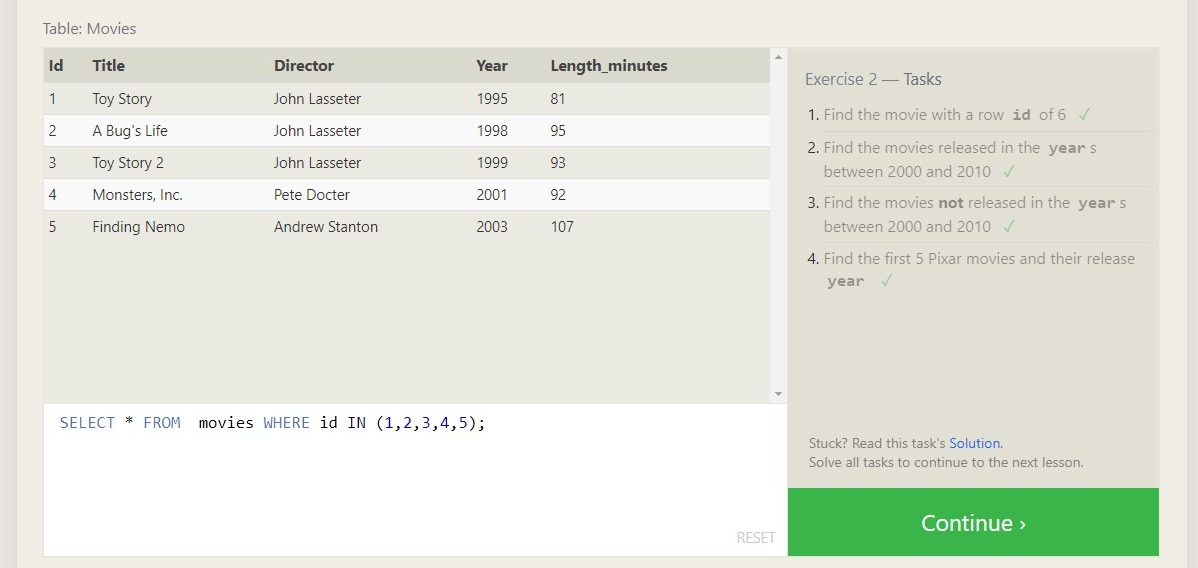 Table: Movies
Id Title Director Year Length_minutes
1 Toy Story John Lasseter 1995 81
2 A Bug's Life John Lasseter 1998 95
3 Toy Story 2 John Lasseter 1999 93
4 Monsters, Inc. Pete Docter 2001 92
5 Finding Nemo Andrew Stanton 2003 107
SELECT * FROM  movies WHERE id IN (1,2,3,4,5);
RESET
Exercise 2 — Tasks
1. Find the movie with a row id of 6 ✓
2. Find the movies released in the year s
between 2000 and 2010 ✓
3. Find the movies not released in the year s
between 2000 and 2010 ✓
4. Find the first 5 Pixar movies and their release
year ✓
Stuck? Read this task's Solution.
Solve all tasks to continue to the next lesson.
Continue ›